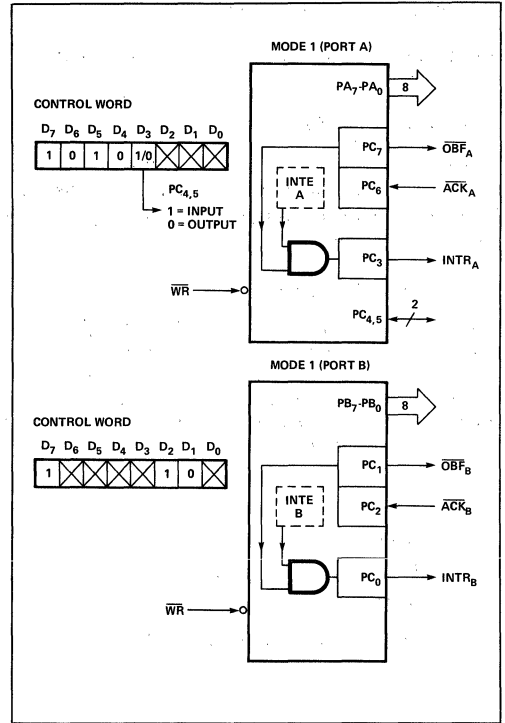 MODE 1 (PORT A)
PA7-PA0
8
CONTROL WORD
D7 D6 D5 D4 D3 D2 D1 D0
1 0 1 0 1/0
PC4,5
1 = INPUT
0 = OUTPUT
PC7
OBFA
INTE
A
PC6
ACKA
PC3
INTRA
WR
PC4,5
2
MODE 1 (PORT B)
PB7-PB0
8
CONTROL WORD
D7 D6 D5 D4 D3 D2 D1 D0
1 1 0
PC1
OBFB
INTE
B
PC2
ACKB
PC0
INTRB
WR